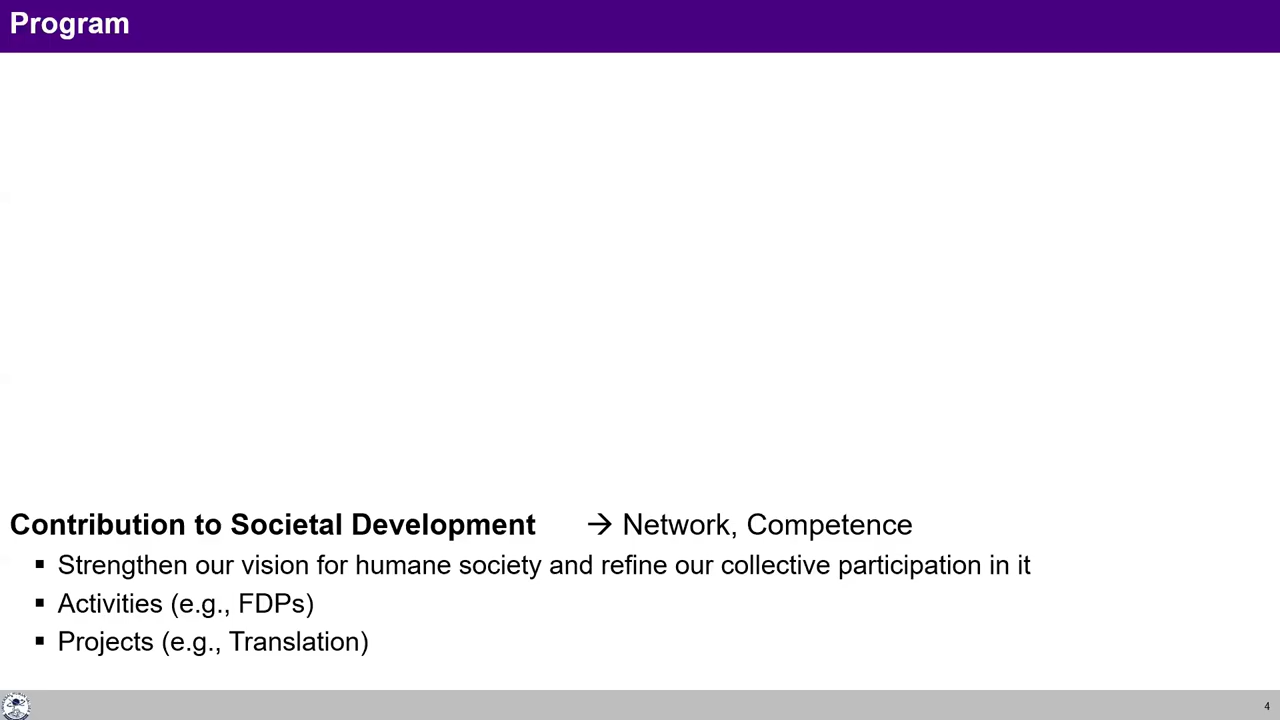 Program
Contribution to Societal Development → Network, Competence
▪ Strengthen our vision for humane society and refine our collective participation in it
▪ Activities (e.g., FDPs)
▪ Projects (e.g., Translation)
4